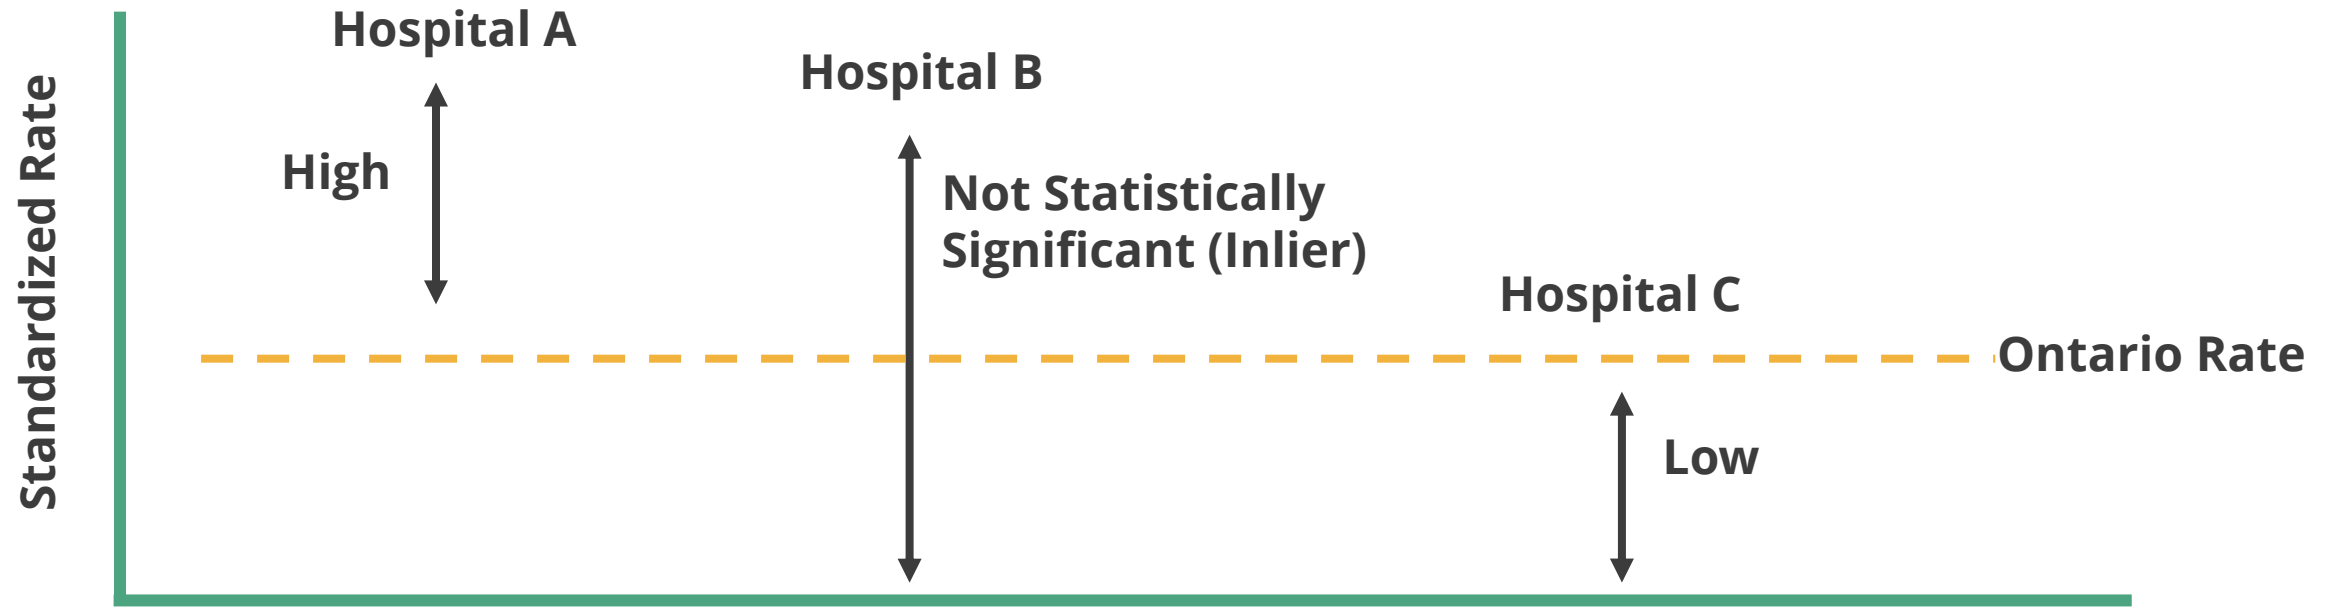 Standardized Rate
Hospital A
High
Hospital B
Not Statistically
Significant (Inlier)
Hospital C
Ontario Rate
Low